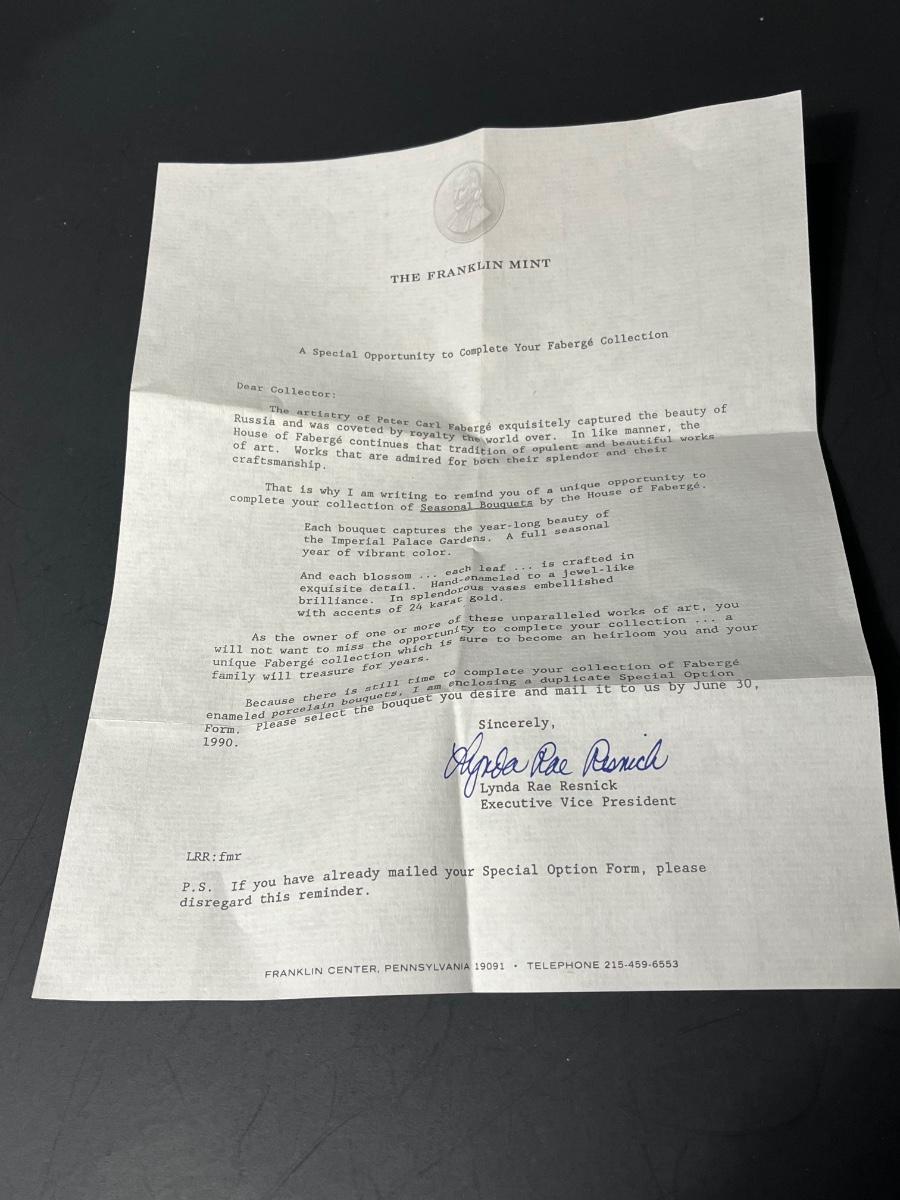 THE FRANKLIN MINT
A Special Opportunity to Complete Your Fabergé Collection
Dear Collector:
The artistry of Peter Carl Fabergé exquisitely captured the beauty of
Russia and was coveted by royalty the world over. In like manner, the
House of Fabergé continues that tradition of opulent and beautiful works
of art. Works that are admired for both their splendor and their
craftsmanship.
That is why I am writing to remind you of a unique opportunity to
complete your collection of Seasonal Bouquets by the House of Fabergé.
Each bouquet captures the year-long beauty of
the Imperial Palace Gardens. A full seasonal
year of vibrant color.
And each blossom ... each leaf ... is crafted in
exquisite detail. Hand-enameled to a jewel-like
brilliance. In splendorous vases embellished
with accents of 24 karat gold.
As the owner of one or more of these unparalleled works of art, you
will not want to miss the opportunity to complete your collection ... a
unique Fabergé collection which is sure to become an heirloom you and your
family will treasure for years.
Because there is still time to complete your collection of Fabergé
enameled porcelain bouquets, I am enclosing a duplicate Special Option
Form. Please select the bouquet you desire and mail it to us by June 30,
1990.
Sincerely,
Lynda Rae Resnick
Lynda Rae Resnick
Executive Vice President
LRR:fmr
P.S. If you have already mailed your Special Option Form, please
disregard this reminder.
FRANKLIN CENTER, PENNSYLVANIA 19091 • TELEPHONE 215-459-6553